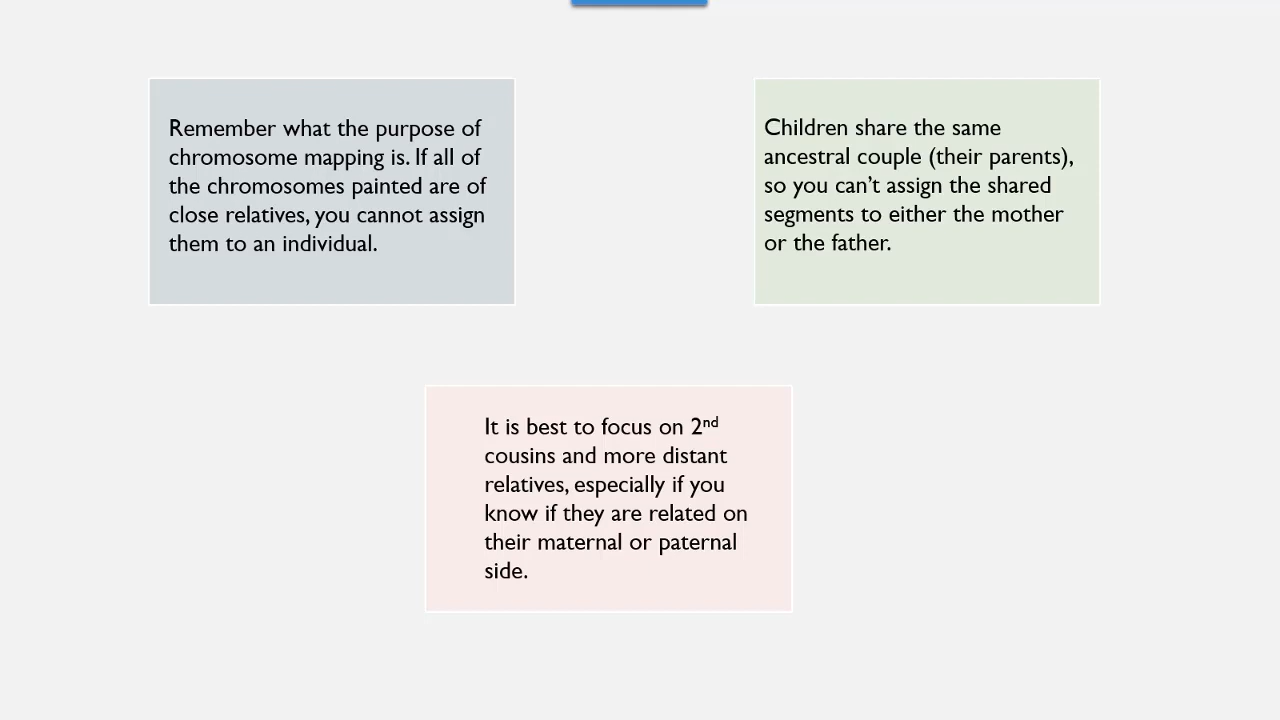 Remember what the purpose of
chromosome mapping is. If all of
the chromosomes painted are of
close relatives, you cannot assign
them to an individual.
Children share the same
ancestral couple (their parents),
so you can’t assign the shared
segments to either the mother
or the father.
It is best to focus on 2nd
cousins and more distant
relatives, especially if you
know if they are related on
their maternal or paternal
side.